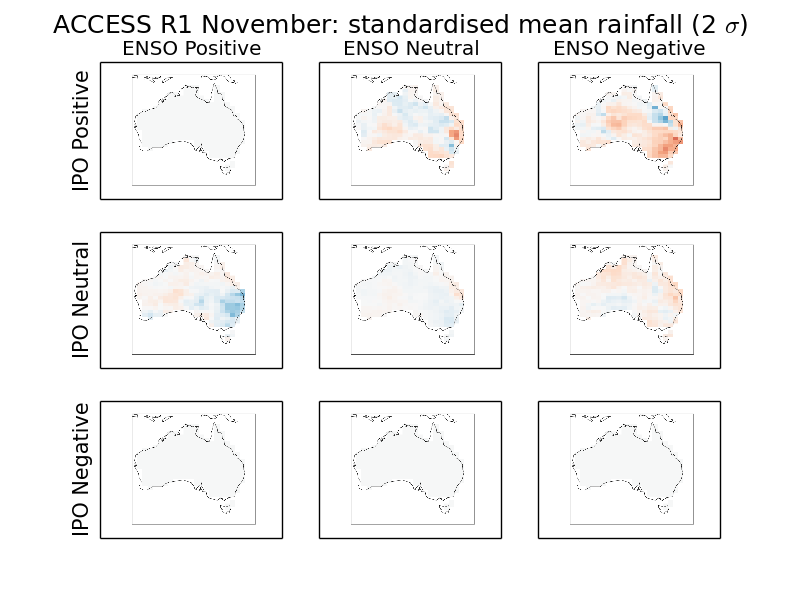 ACCESS R1 November: standardised mean rainfall (2 σ)
ENSO Positive
ENSO Neutral
ENSO Negative
IPO Positive
IPO Neutral
IPO Negative